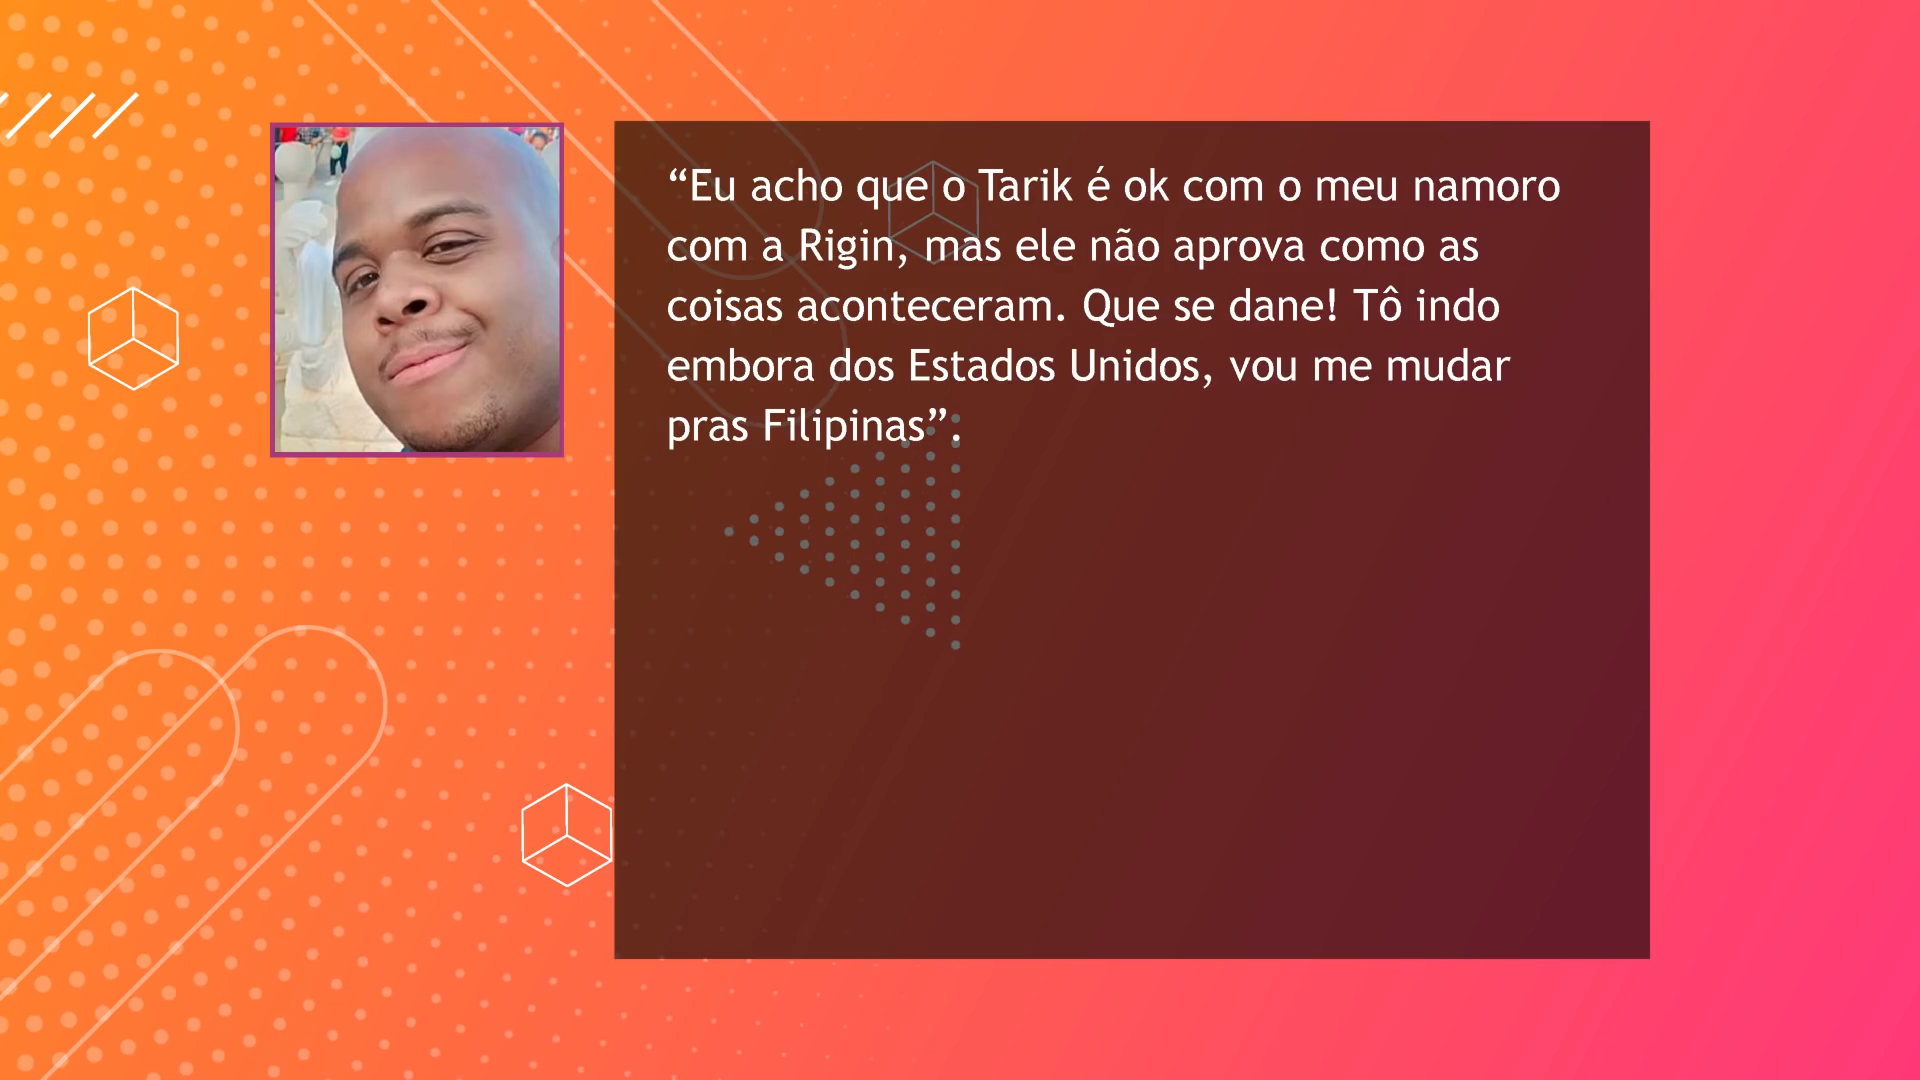 “Eu acho que o Tarik é ok com o meu namoro
com a Rigin, mas ele não aprova como as
coisas aconteceram. Que se dane! Tô indo
embora dos Estados Unidos, vou me mudar
pras Filipinas”.